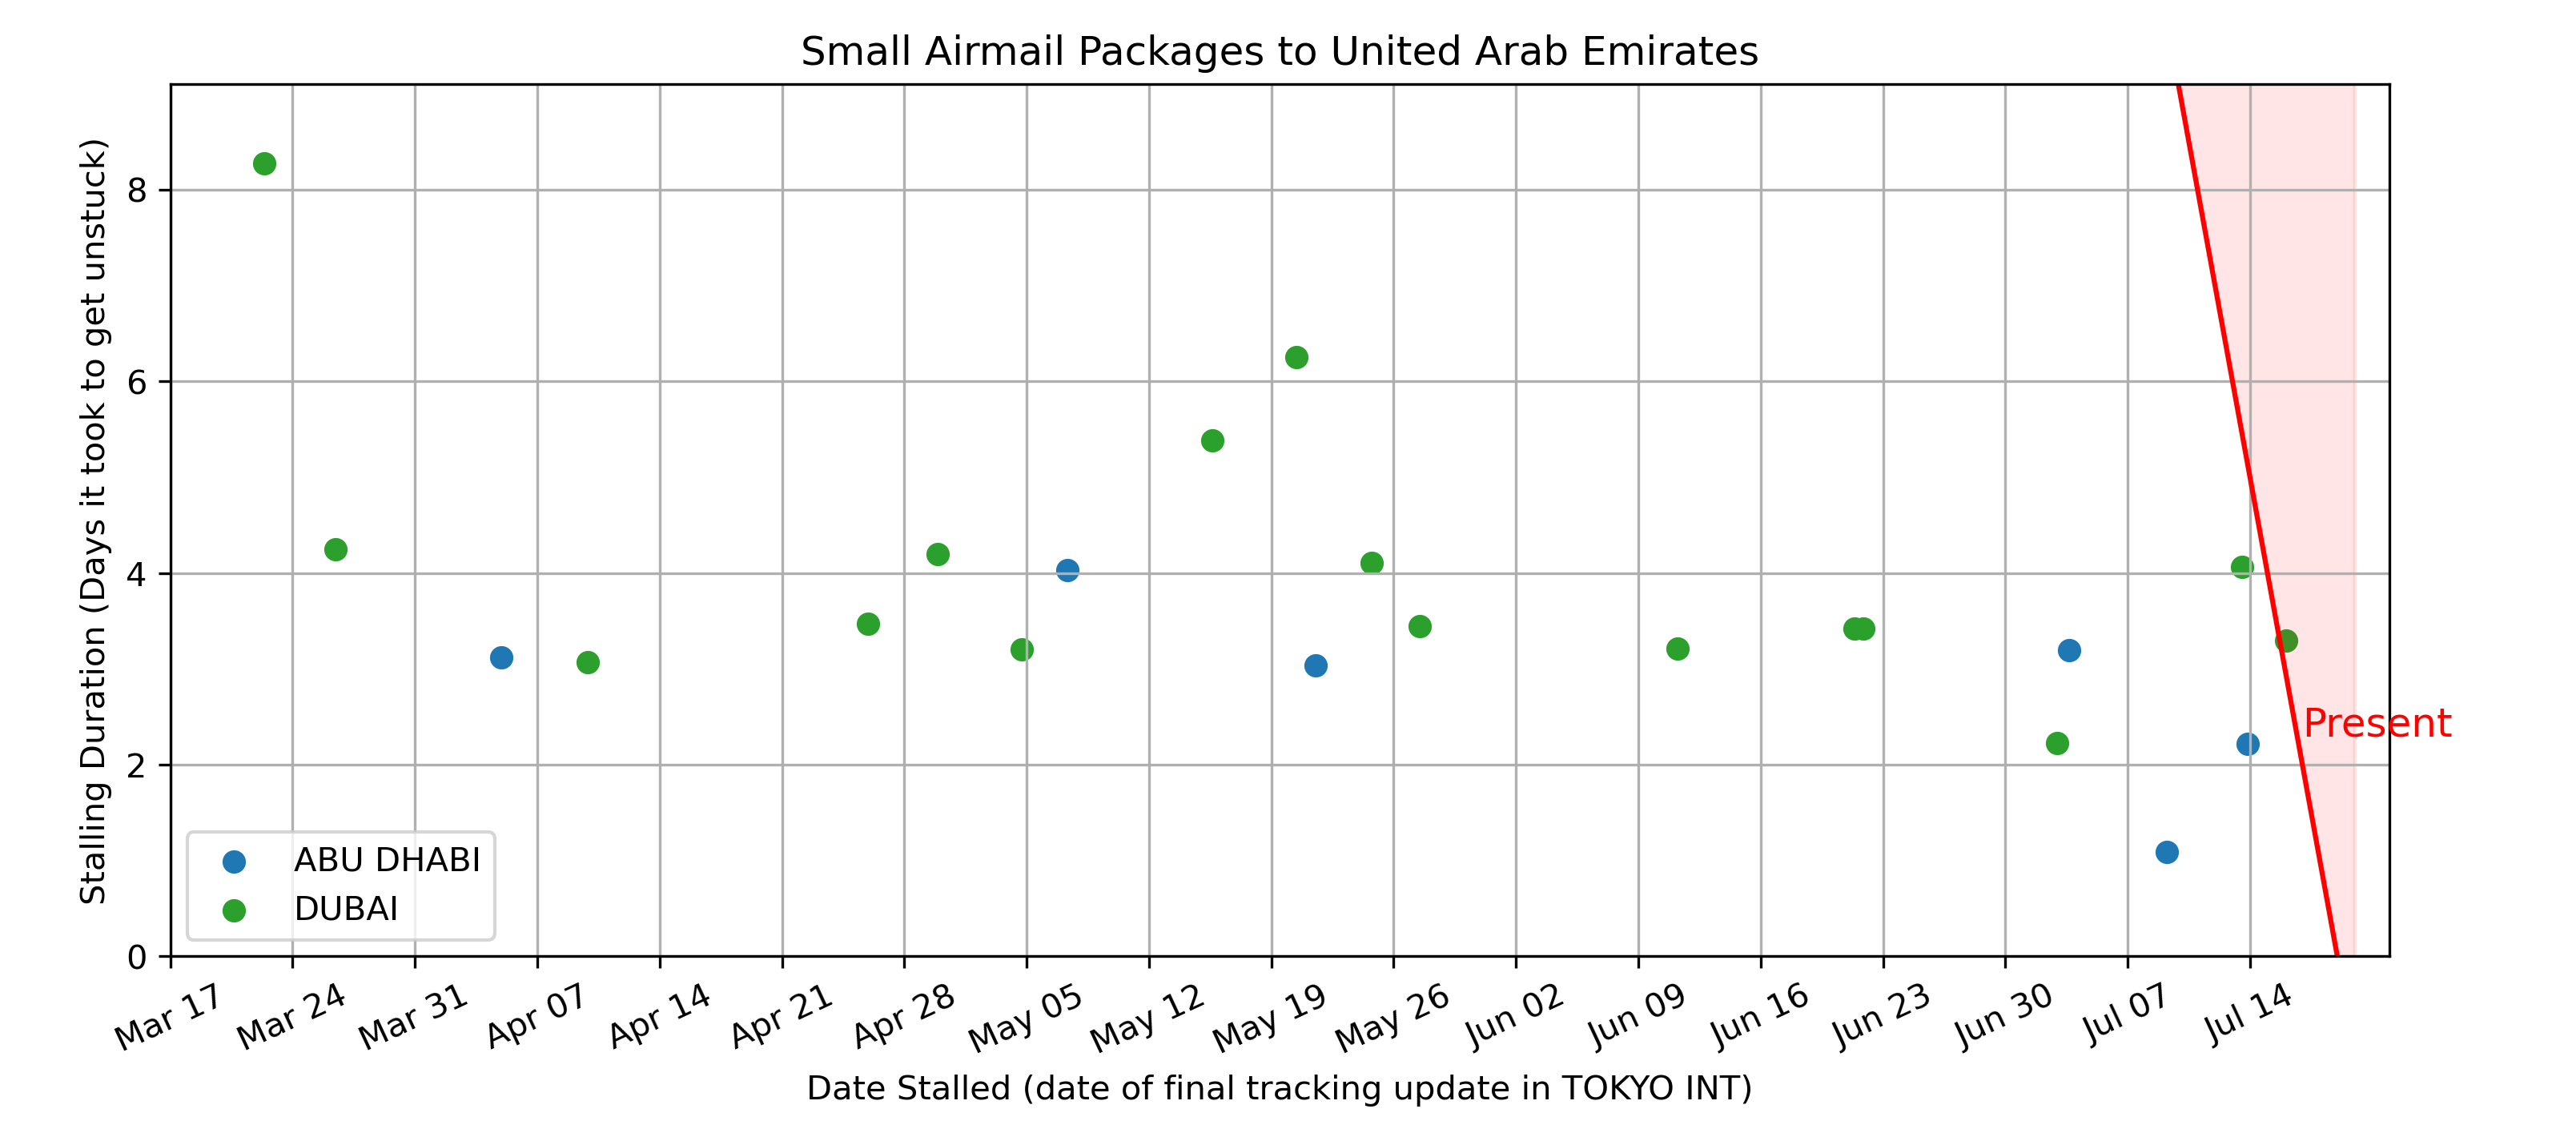 Small Airmail Packages to United Arab Emirates
Stalling Duration (Days it took to get unstuck)
8
6
4
2
0
Present
ABU DHABI
DUBAI
Mar 17
Mar 24
Mar 31
Apr 07
Apr 14
Apr 21
Apr 28
May 05
May 12
May 19
May 26
Jun 02
Jun 09
Jun 16
Jun 23
Jun 30
Jul 07
Jul 14
Date Stalled (date of final tracking update in TOKYO INT)